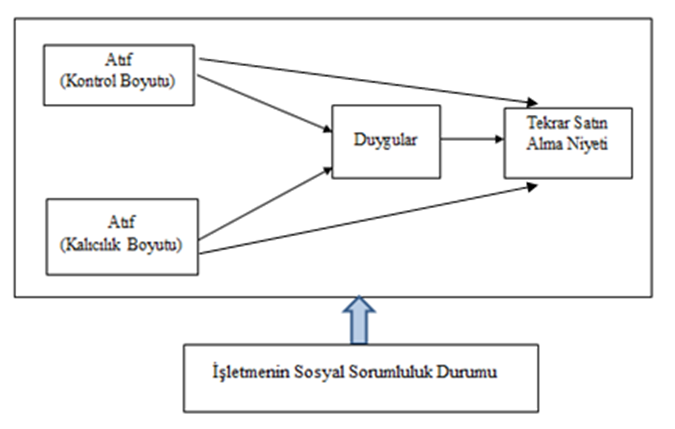 Atıf
(Kontrol Boyutu)
Duygular
Tekrar Satın
Alma Niyeti
Atıf
(Kalıcılık Boyutu)
İşletmenin Sosyal Sorumluluk Durumu